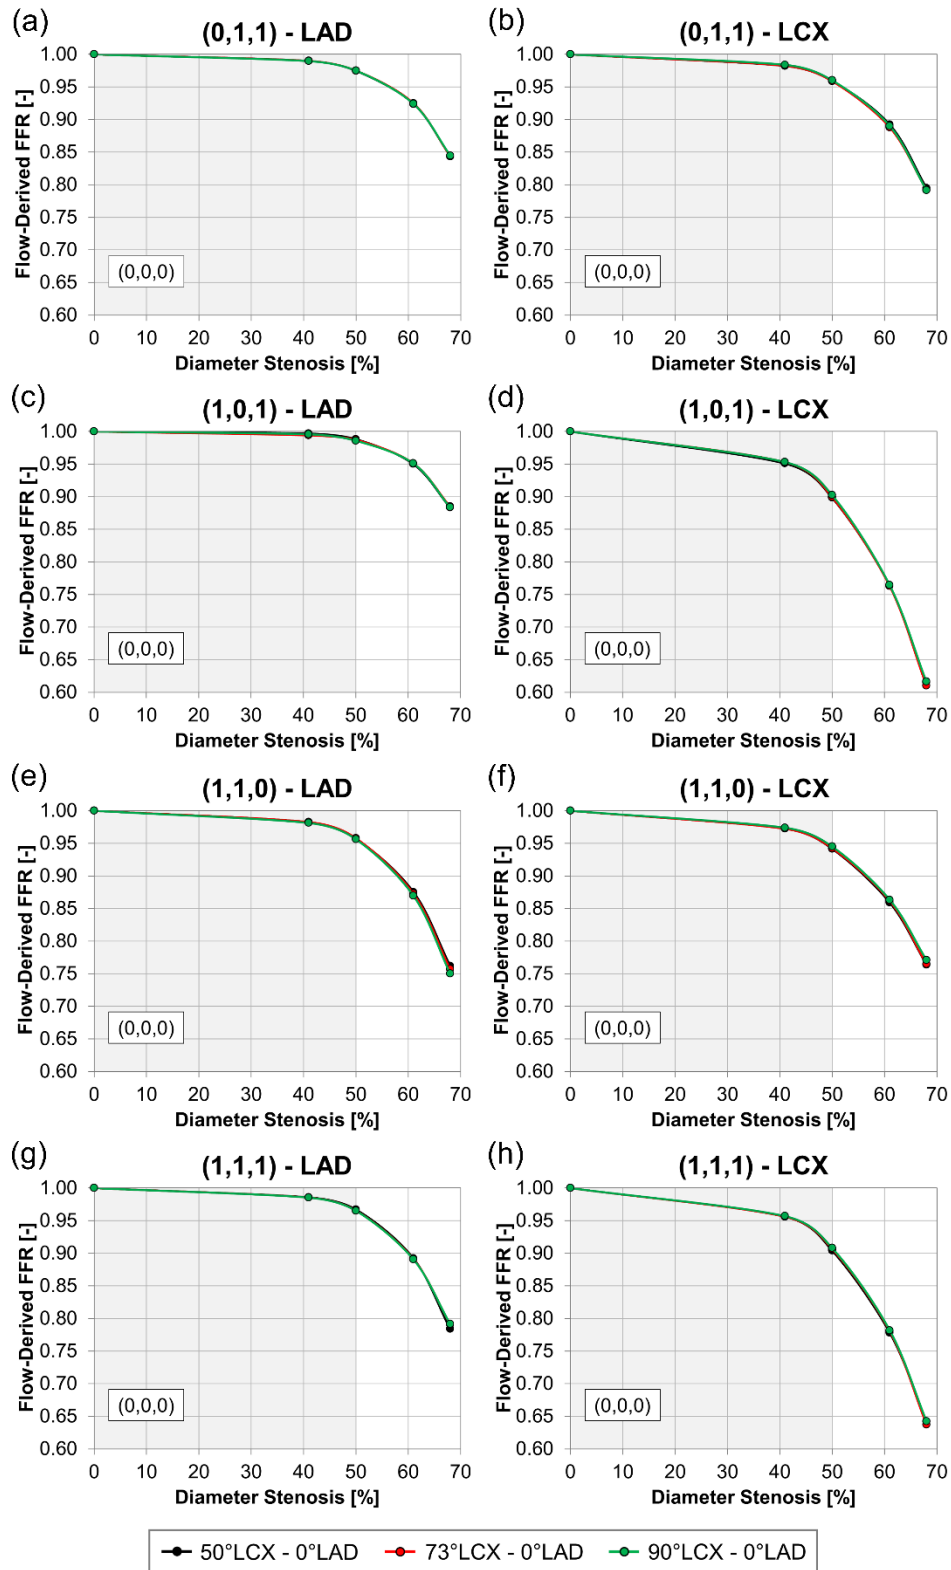 (a)
(0,1,1) - LAD
Flow-Derived FFR [-]
1.00
0.95
0.90
0.85
0.80
0.75
0.70
0.65
0.60
(0,0,0)
0 10 20 30 40 50 60 70
Diameter Stenosis [%]
(b)
(0,1,1) - LCX
Flow-Derived FFR [-]
1.00
0.95
0.90
0.85
0.80
0.75
0.70
0.65
0.60
(0,0,0)
0 10 20 30 40 50 60 70
Diameter Stenosis [%]
(c)
(1,0,1) - LAD
Flow-Derived FFR [-]
1.00
0.95
0.90
0.85
0.80
0.75
0.70
0.65
0.60
(0,0,0)
0 10 20 30 40 50 60 70
Diameter Stenosis [%]
(d)
(1,0,1) - LCX
Flow-Derived FFR [-]
1.00
0.95
0.90
0.85
0.80
0.75
0.70
0.65
0.60
(0,0,0)
0 10 20 30 40 50 60 70
Diameter Stenosis [%]
(e)
(1,1,0) - LAD
Flow-Derived FFR [-]
1.00
0.95
0.90
0.85
0.80
0.75
0.70
0.65
0.60
(0,0,0)
0 10 20 30 40 50 60 70
Diameter Stenosis [%]
(f)
(1,1,0) - LCX
Flow-Derived FFR [-]
1.00
0.95
0.90
0.85
0.80
0.75
0.70
0.65
0.60
(0,0,0)
0 10 20 30 40 50 60 70
Diameter Stenosis [%]
(g)
(1,1,1) - LAD
Flow-Derived FFR [-]
1.00
0.95
0.90
0.85
0.80
0.75
0.70
0.65
0.60
(0,0,0)
0 10 20 30 40 50 60 70
Diameter Stenosis [%]
(h)
(1,1,1) - LCX
Flow-Derived FFR [-]
1.00
0.95
0.90
0.85
0.80
0.75
0.70
0.65
0.60
(0,0,0)
0 10 20 30 40 50 60 70
Diameter Stenosis [%]
50°LCX - 0°LAD 73°LCX - 0°LAD 90°LCX - 0°LAD